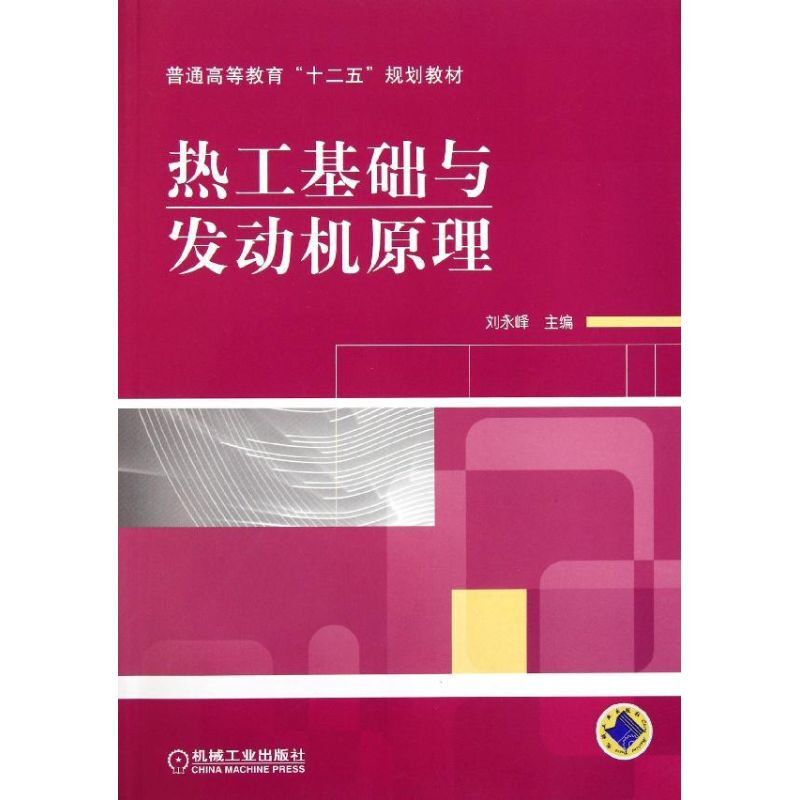 普通高等教育“十二五”规划教材
热工基础与
发动机原理
刘永峰 主编
机械工业出版社
CHINA MACHINE PRESS